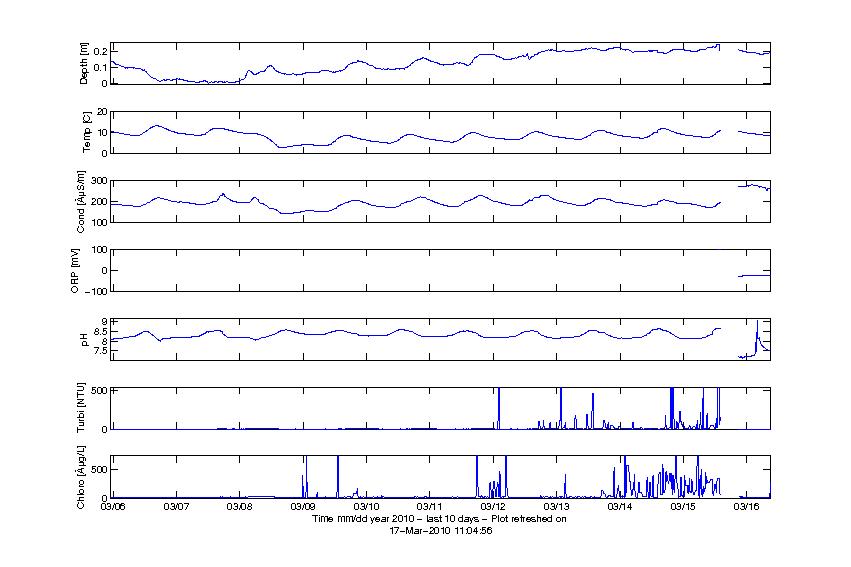 0.2
0.1
0
Depth [m]
20
10
0
Temp [C]
300
200
100
Cond [ÂµS/m]
100
0
−100
ORP [mV]
9
8.5
8
7.5
pH
500
0
Turbi [NTU]
500
0
Chloro [Âµg/L]
03/06 03/07 03/08 03/09 03/10 03/11 03/12 03/13 03/14 03/15 03/16
Time mm/dd year 2010 − last 10 days − Plot refreshed on
17−Mar−2010 11:04:56